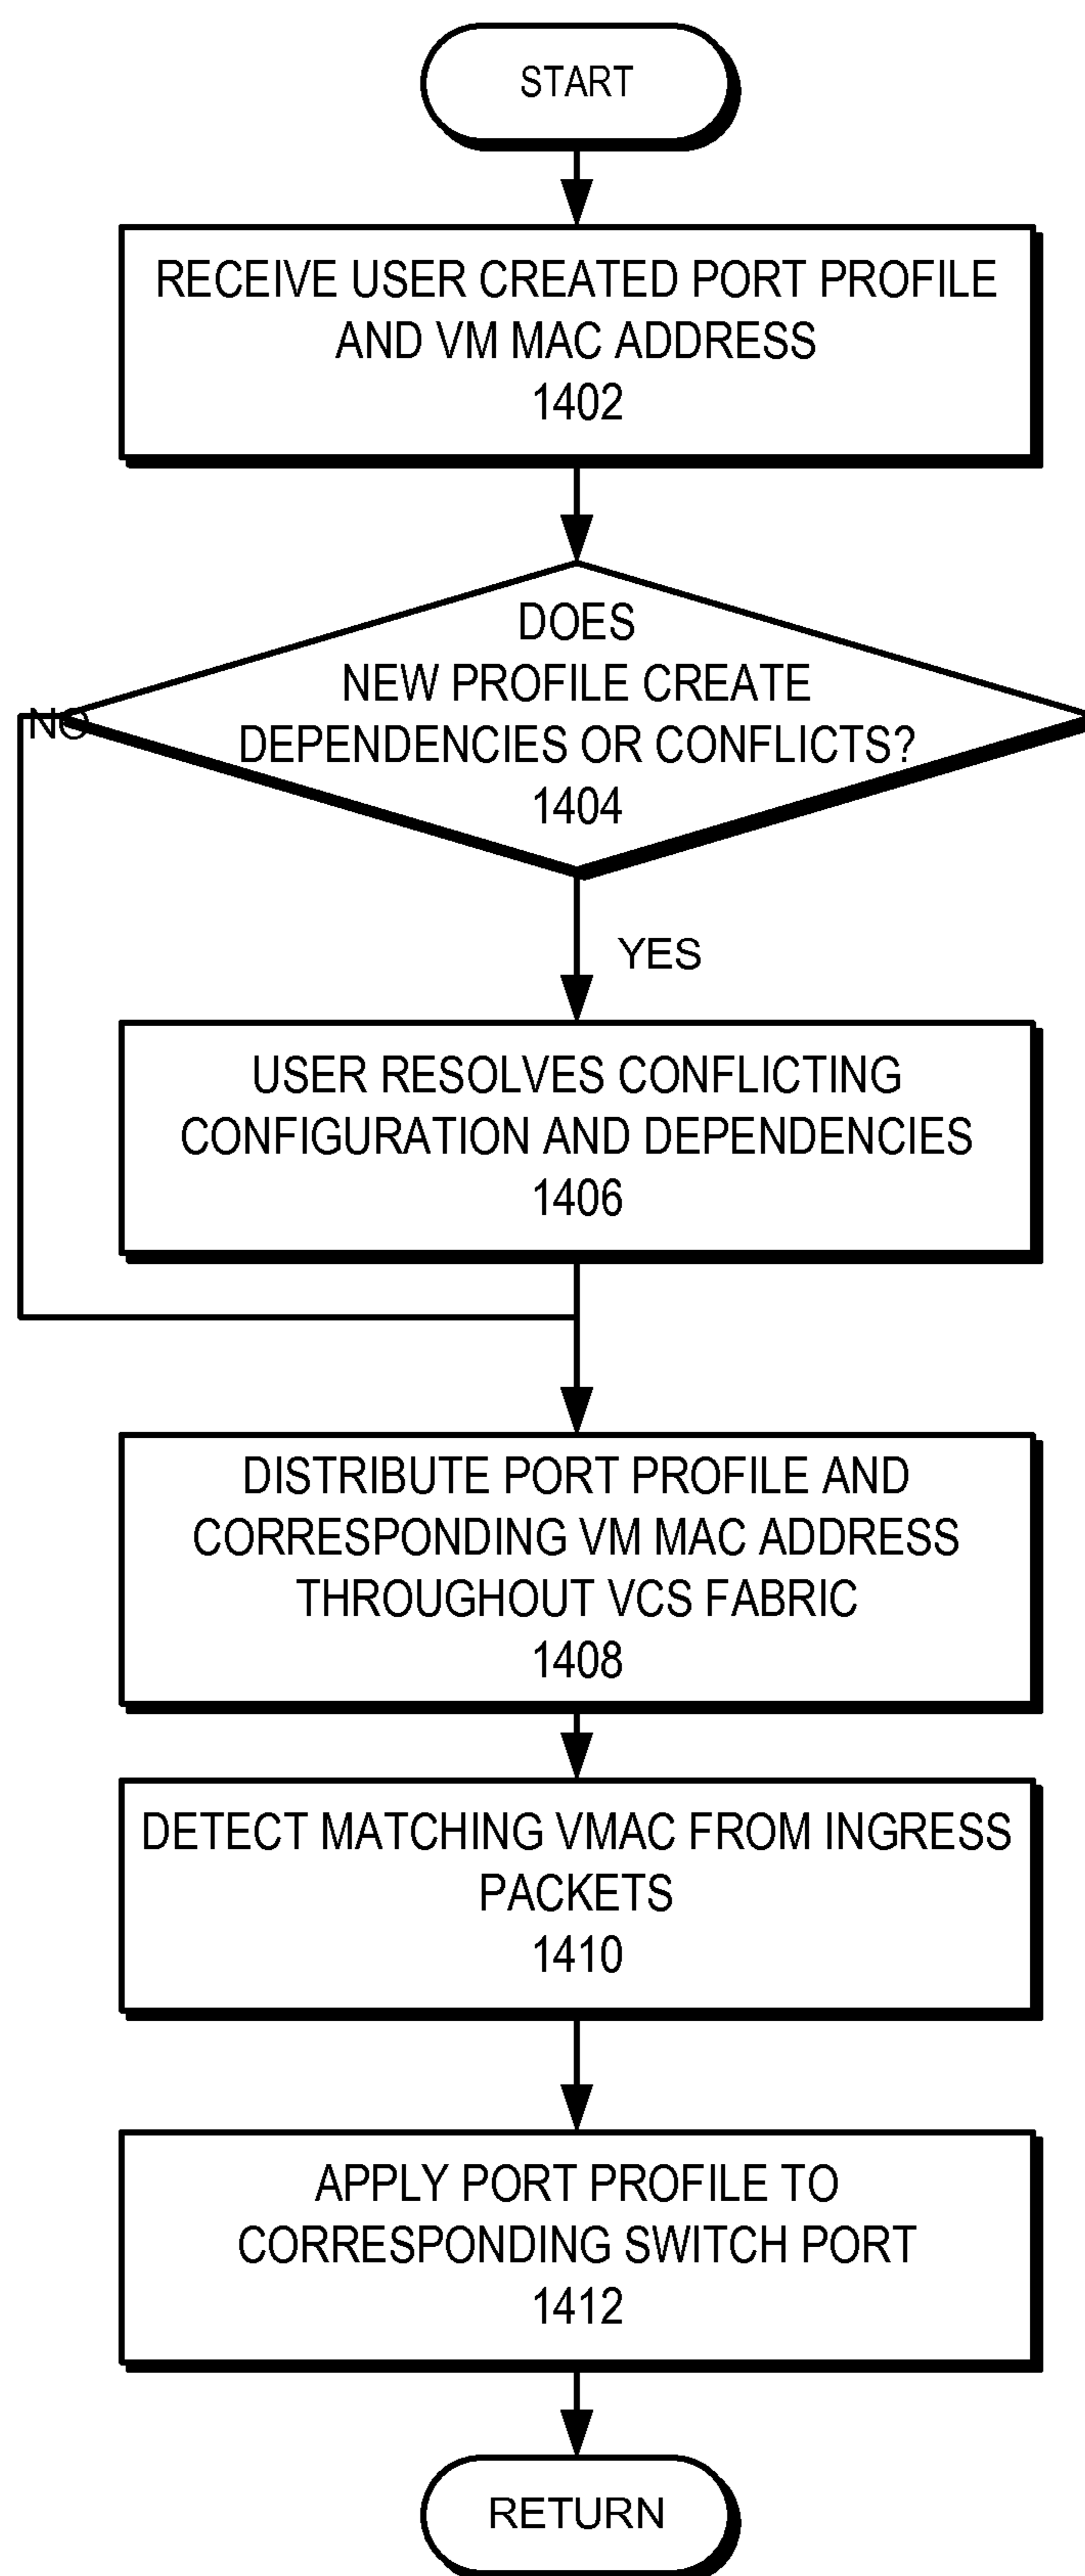 START
RECEIVE USER CREATED PORT PROFILE
AND VM MAC ADDRESS
1402
DOES
NEW PROFILE CREATE
DEPENDENCIES OR CONFLICTS?
1404
NO
YES
USER RESOLVES CONFLICTING
CONFIGURATION AND DEPENDENCIES
1406
DISTRIBUTE PORT PROFILE AND
CORRESPONDING VM MAC ADDRESS
THROUGHOUT VCS FABRIC
1408
DETECT MATCHING VMAC FROM INGRESS
PACKETS
1410
APPLY PORT PROFILE TO
CORRESPONDING SWITCH PORT
1412
RETURN